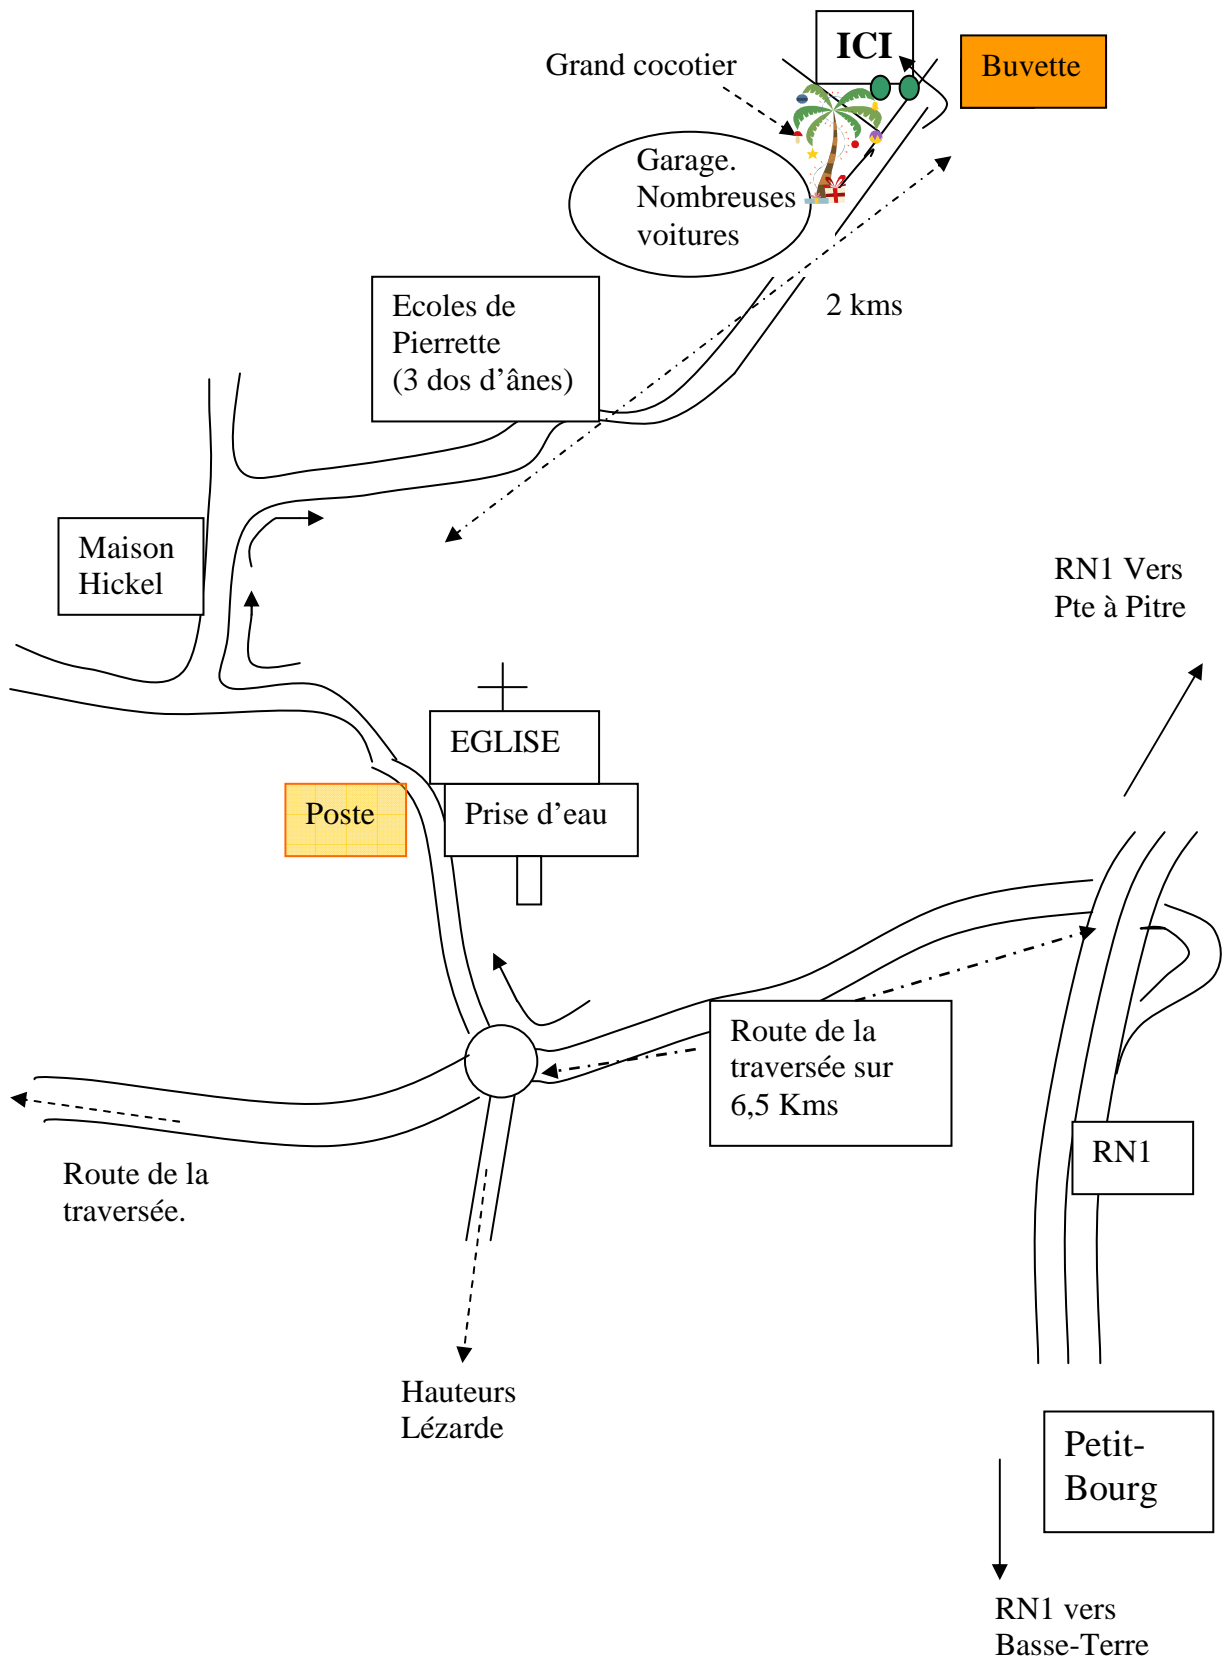 ICI
Buvette
Grand cocotier
Garage.
Nombreuses
voitures
2 kms
Ecoles de
Pierrette
(3 dos d’ânes)
Maison
Hickel
RN1 Vers
Pte à Pitre
EGLISE
Poste
Prise d’eau
Route de la
traversée sur
6,5 Kms
RN1
Route de la
traversée.
Hauteurs
Lézarde
Petit-
Bourg
RN1 vers
Basse-Terre